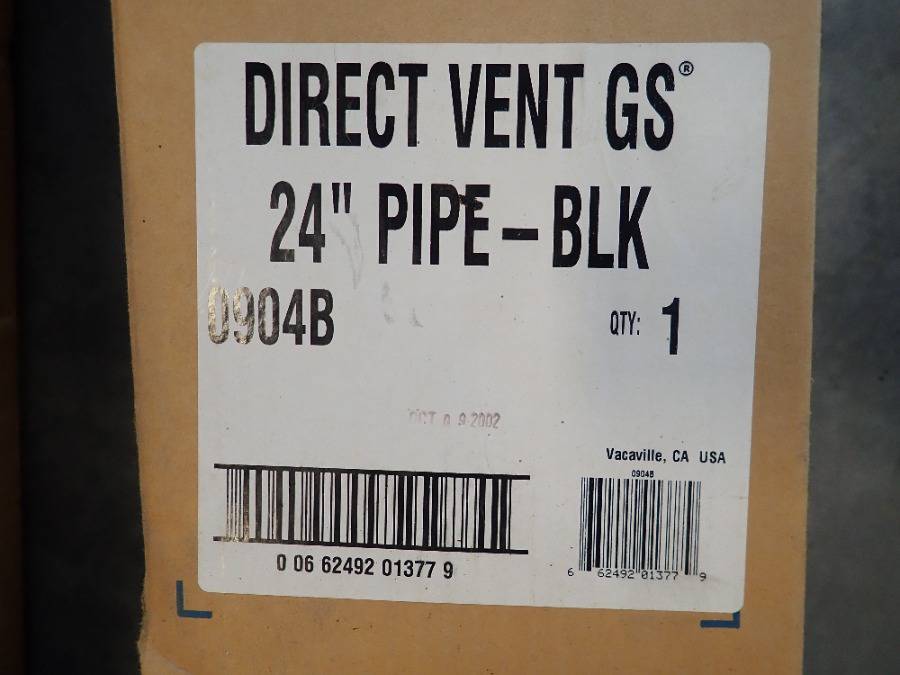 DIRECT VENT GS®
24" PIPE-BLK
0904B
QTY: 1
OCT 0 9 2002
Vacaville, CA USA
0904B
0 06 62492 01377 9
6 62492 01377 9